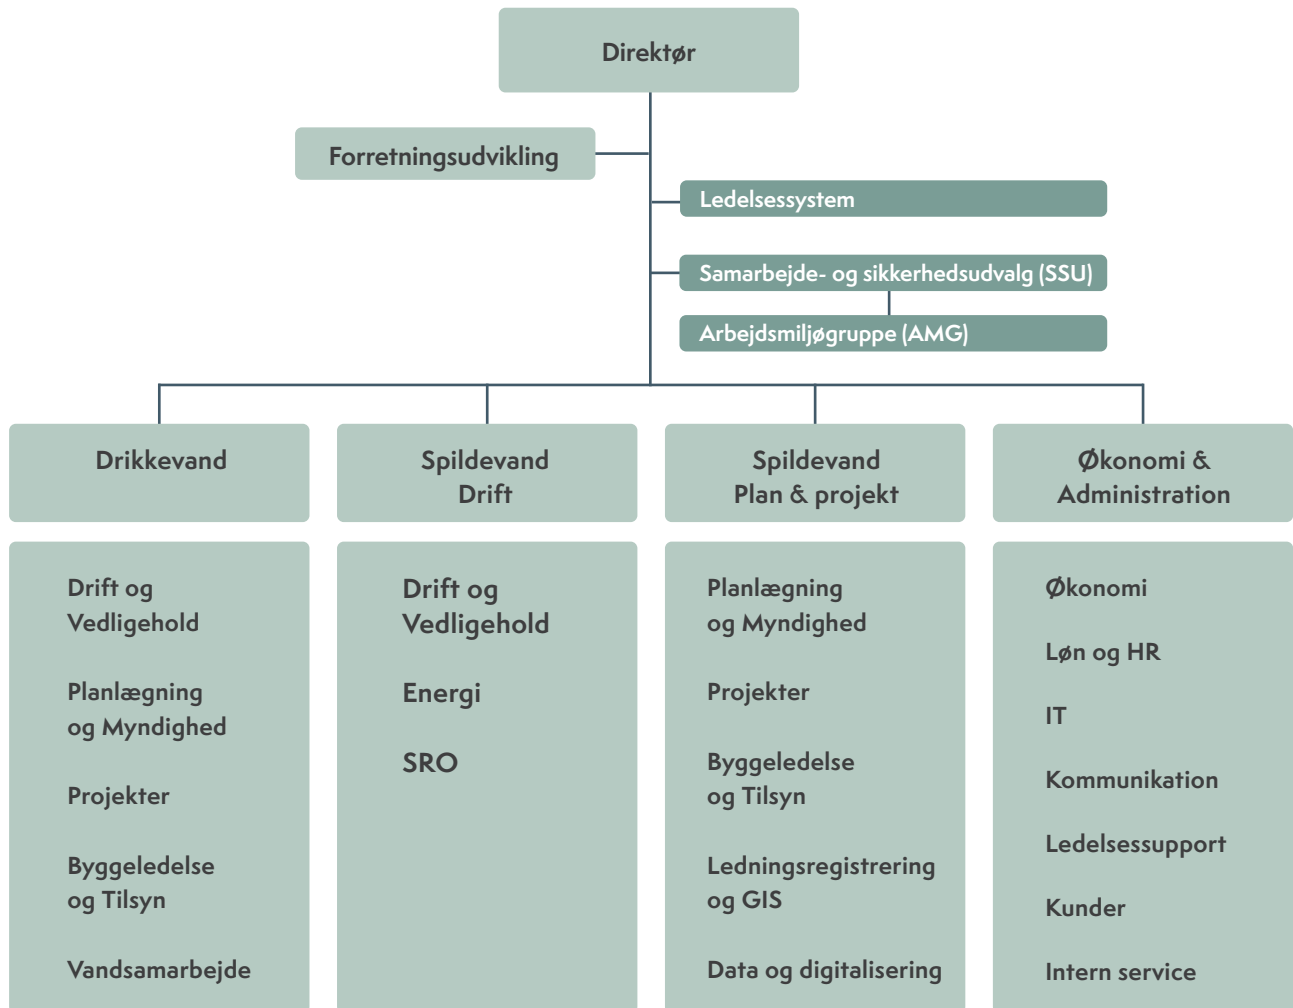 Direktør
Forretningsudvikling
Ledelsessystem
Samarbejde- og sikkerhedsudvalg (SSU)
Arbejdsmiljøgruppe (AMG)
Drikkevand
Drift og
Vedligehold
Planlægning
og Myndighed
Projekter
Byggeledelse
og Tilsyn
Vandsamarbejde
Spildevand
Drift
Drift og
Vedligehold
Energi
SRO
Spildevand
Plan & projekt
Planlægning
og Myndighed
Projekter
Byggeledelse
og Tilsyn
Ledningsregistrering
og GIS
Data og digitalisering
Økonomi &
Administration
Økonomi
Løn og HR
IT
Kommunikation
Ledelsessupport
Kunder
Intern service